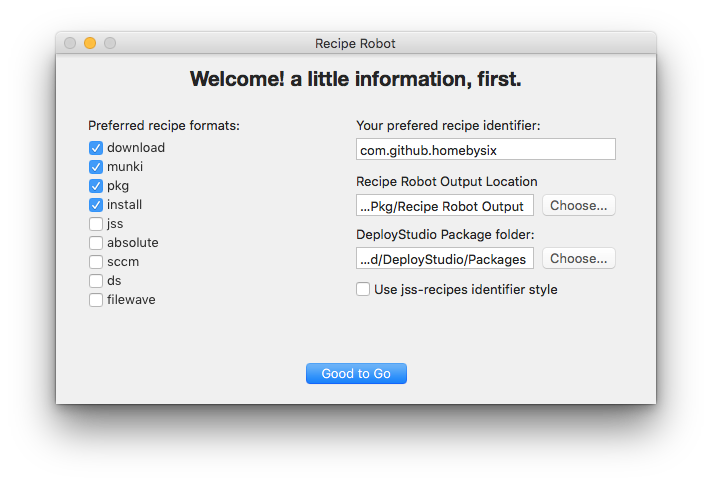 Recipe Robot
Welcome! a little information, first.
Preferred recipe formats:
download
munki
pkg
install
jss
absolute
sccm
ds
filewave
Your prefered recipe identifier:
com.github.homebysix
Recipe Robot Output Location
...Pkg/Recipe Robot Output
Choose...
DeployStudio Package folder:
...d/DeployStudio/Packages
Choose...
Use jss-recipes identifier style
Good to Go